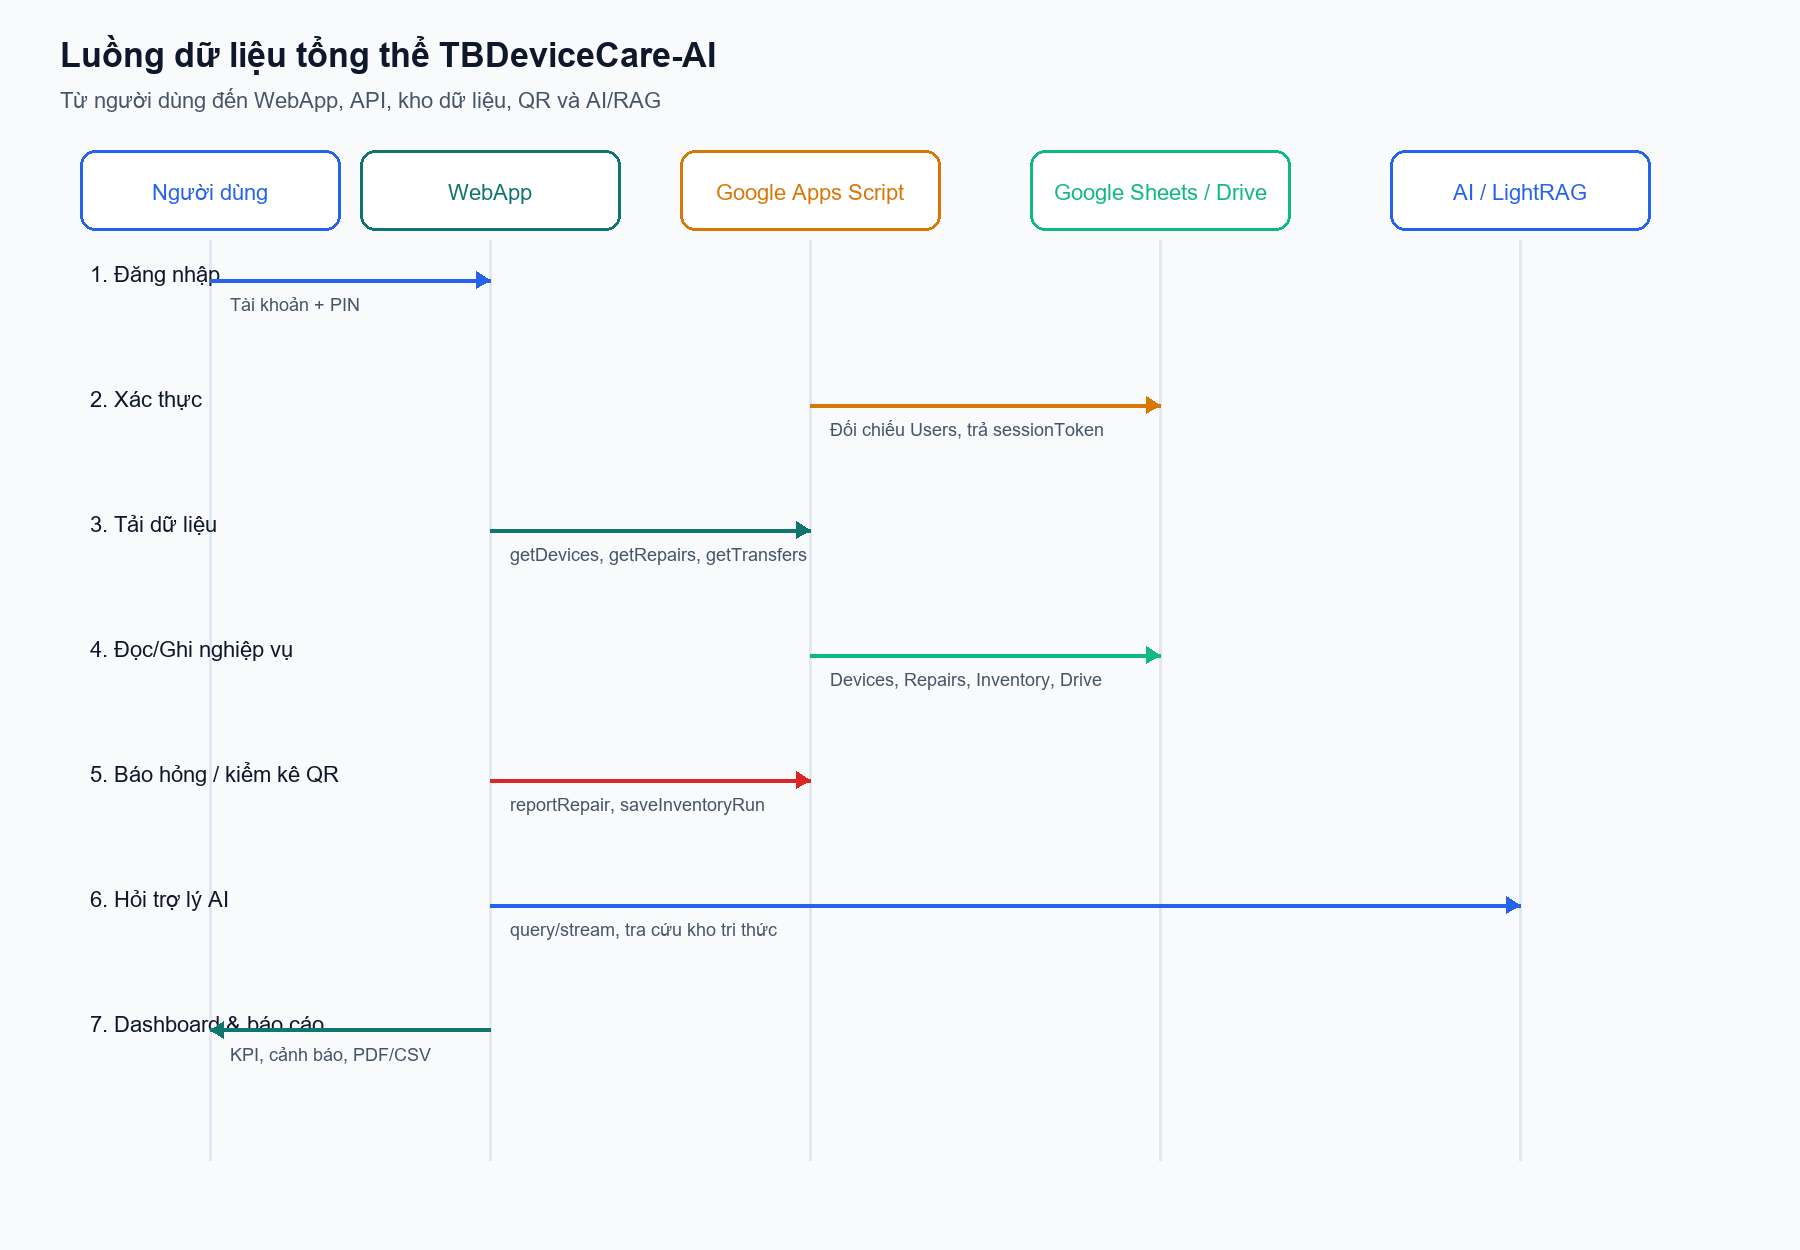 Luồng dữ liệu tổng thể TBDeviceCare-AI
Từ người dùng đến WebApp, API, kho dữ liệu, QR và AI/RAG
Người dùng
WebApp
Google Apps Script
Google Sheets / Drive
AI / LightRAG
1. Đăng nhập
Tài khoản + PIN
2. Xác thực
Đối chiếu Users, trả sessionToken
3. Tải dữ liệu
getDevices, getRepairs, getTransfers
4. Đọc/Ghi nghiệp vụ
Devices, Repairs, Inventory, Drive
5. Báo hỏng / kiểm kê QR
reportRepair, saveInventoryRun
6. Hỏi trợ lý AI
query/stream, tra cứu kho tri thức
7. Dashboard & báo cáo
KPI, cảnh báo, PDF/CSV